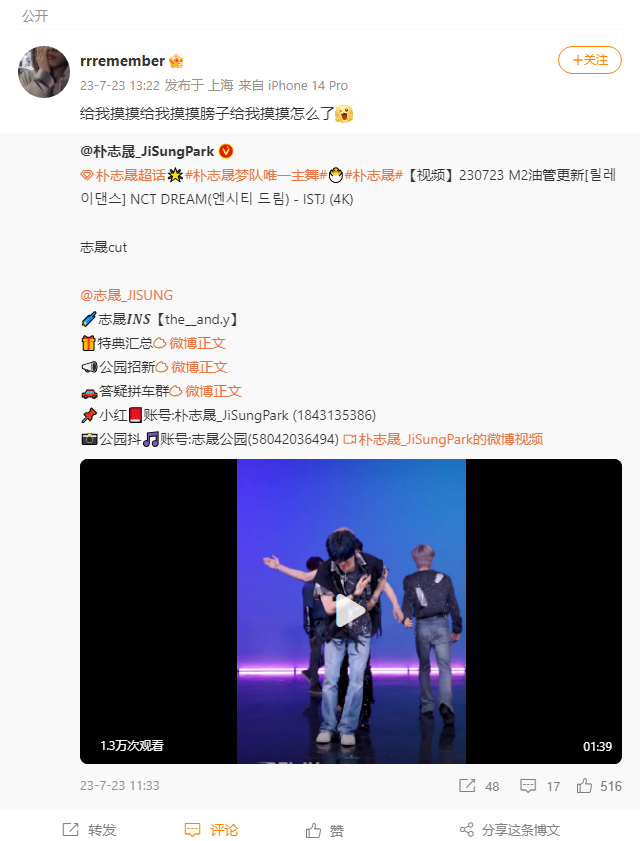 公开
rrremember
+关注
23-7-23 13:22 发布于 上海 来自 iPhone 14 Pro
给我摸摸给我摸摸膀子给我摸摸怎么了
@朴志晟_JiSungPark
朴志晟超话 #朴志晟梦队唯一主舞# #朴志晟#【视频】230723 M2油管更新[릴레
이댄스] NCT DREAM(엔시티 드림) - ISTJ (4K)
志晟cut
@志晟_JISUNG
志晟INS【the__and.y】
特典汇总 微博正文
公园招新 微博正文
答疑拼车群 微博正文
小红 账号:朴志晟_JiSungPark (1843135386)
公园抖 账号:志晟公园(58042036494) 朴志晟_JiSungPark的微博视频
1.3万次观看
01:39
23-7-23 11:33
48
17
516
转发
评论
赞
分享这条博文